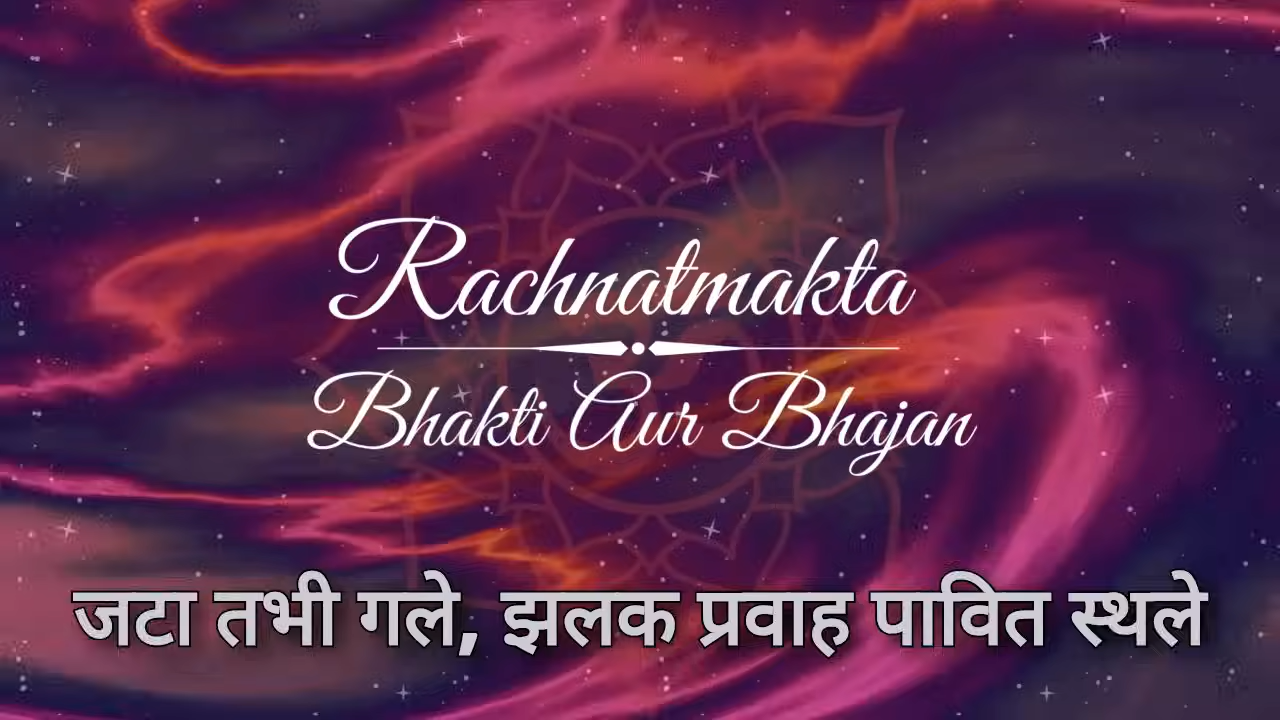 Rachnatmakta
Bhakti Aur Bhajan
जटा तभी गले, झलक प्रवाह पावित स्थले